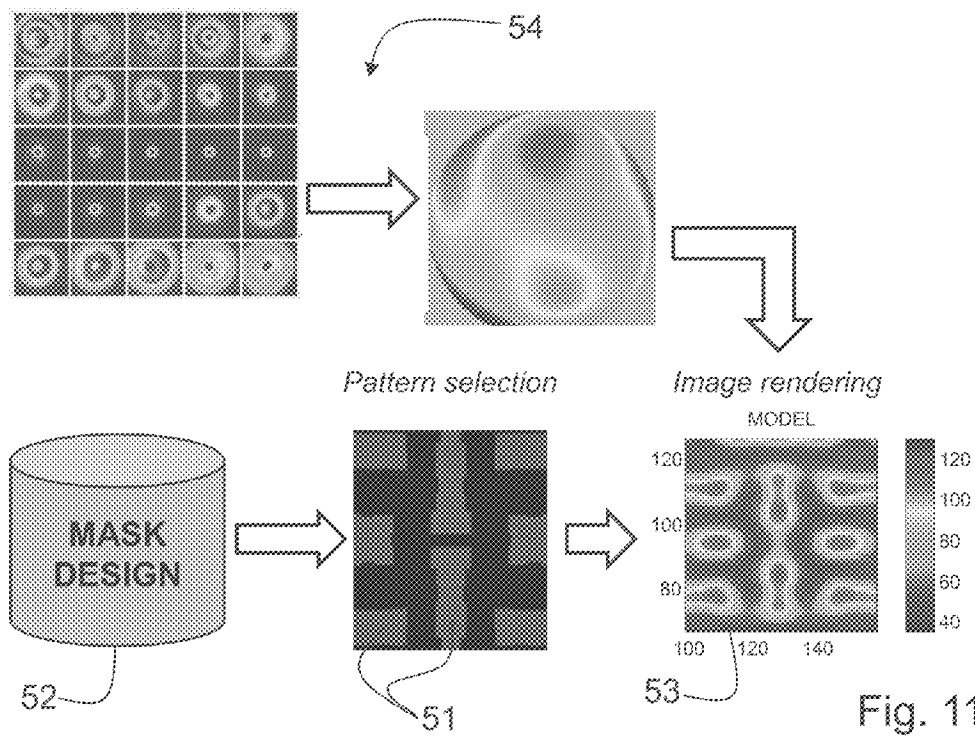 54
Pattern selection
Image rendering
MODEL
MASK
DESIGN
120
100
80
100 120 140
120
100
80
60
40
52
51
53
Fig. 11